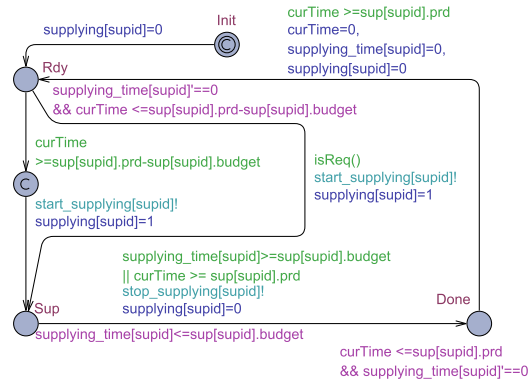 Init
supplying[supid]=0
curTime >=sup[supid].prd
curTime=0,
supplying_time[supid]=0,
supplying[supid]=0
C
Rdy
supplying_time[supid]'==0
&& curTime <=sup[supid].prd-sup[supid].budget
curTime
>=sup[supid].prd-sup[supid].budget
C
start_supplying[supid]!
supplying[supid]=1
isReq()
start_supplying[supid]!
supplying[supid]=1
supplying_time[supid]>=sup[supid].budget
|| curTime >= sup[supid].prd
stop_supplying[supid]!
supplying[supid]=0
Sup
supplying_time[supid]<=sup[supid].budget
Done
curTime <=sup[supid].prd
&& supplying_time[supid]'==0